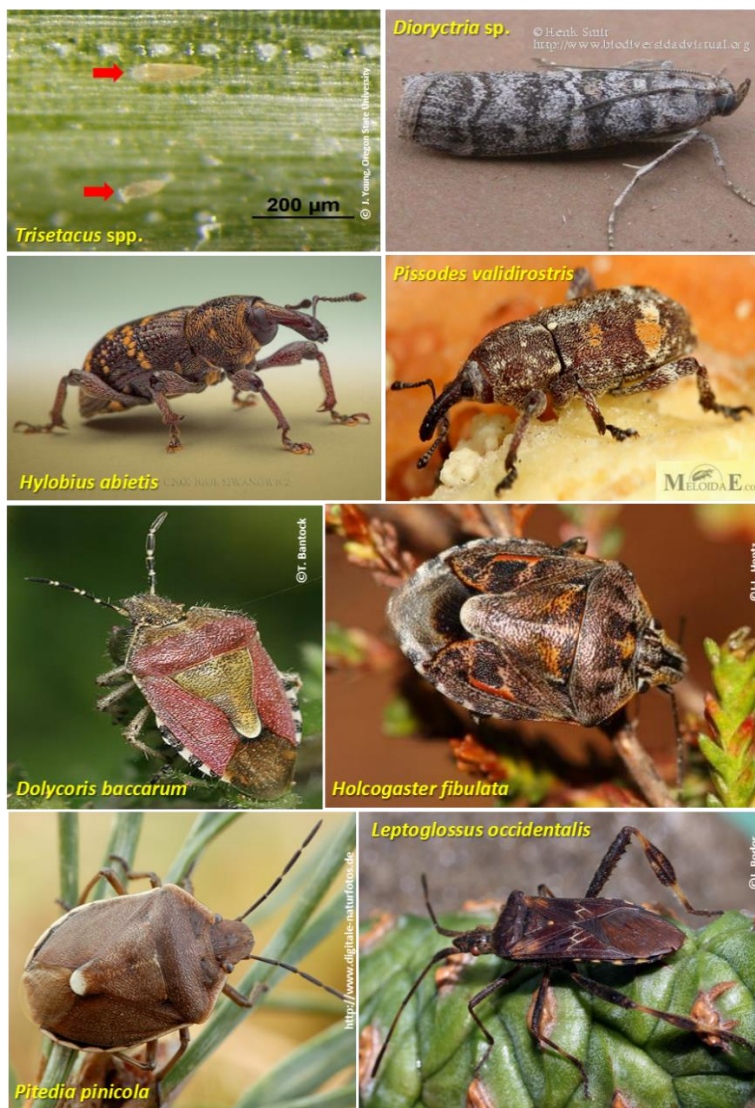 Dioryctria sp.
© Henk Smit
http://www.biodiversidadvirtual.org
© J. Young, Oregon State University
200 µm
Trisetacus spp.
Pissodes validirostris
Hylobius abietis
MELOIDAE.co
©T. Bantock
Dolycoris baccarum
Holcogaster fibulata
Leptoglossus occidentalis
http://www.digitale-naturfotos.de
Pitedia pinicola